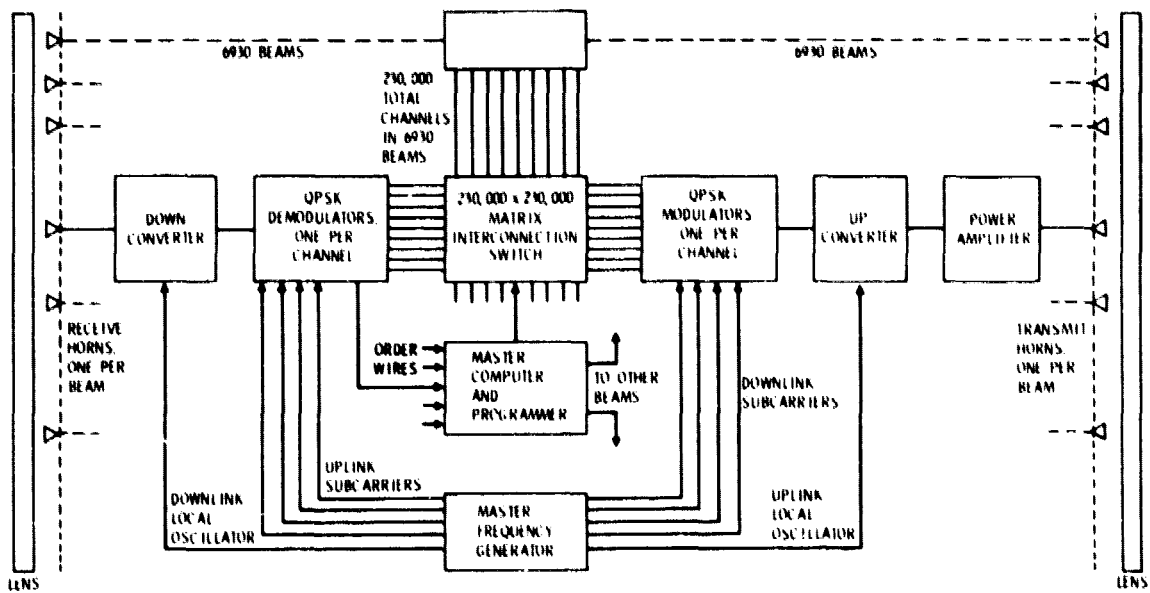 6930 BEAMS
6930 BEAMS
230,000
TOTAL
CHANNELS
IN 6930
BEAMS
DOWN
CONVERTER
QPSK
DEMODULATORS,
ONE PER
CHANNEL
230,000 x 230,000
MATRIX
INTERCONNECTION
SWITCH
QPSK
MODULATORS
ONE PER
CHANNEL
UP
CONVERTER
POWER
AMPLIFIER
RECEIVE
HORNS,
ONE PER
BEAM
ORDER
WIRES
MASTER
COMPUTER
AND
PROGRAMMER
TO OTHER
BEAMS
DOWNLINK
SUBCARRIERS
TRANSMIT
HORNS,
ONE PER
BEAM
UPLINK
SUBCARRIERS
DOWNLINK
LOCAL
OSCILLATOR
MASTER
FREQUENCY
GENERATOR
UPLINK
LOCAL
OSCILLATOR
LENS
LENS